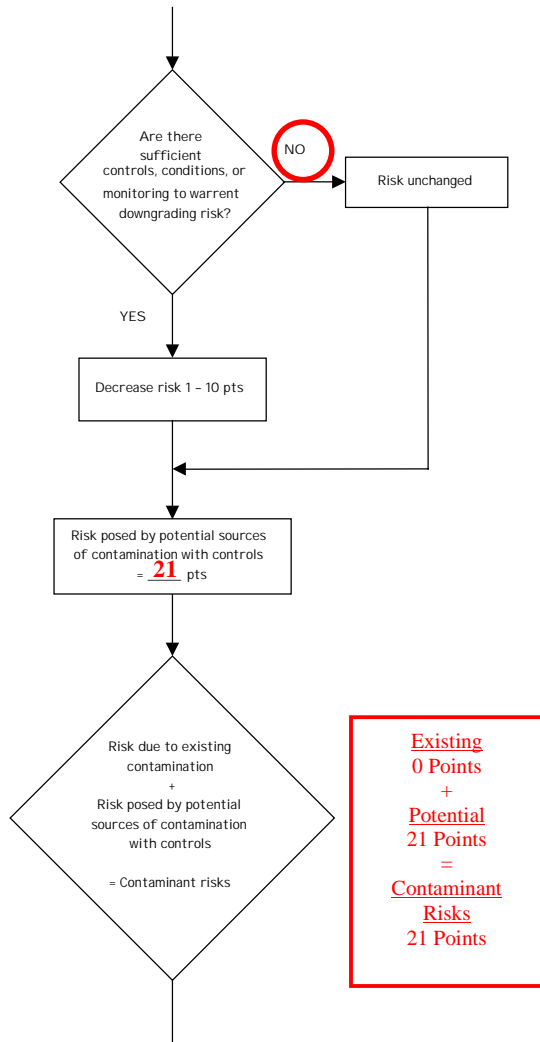 Are there
sufficient
controls, conditions, or
monitoring to warrent
downgrading risk?
NO
Risk unchanged
YES
Decrease risk 1 – 10 pts
Risk posed by potential sources
of contamination with controls
= 21 pts
Risk due to existing
contamination
+
Risk posed by potential
sources of contamination
with controls
= Contaminant risks
Existing
0 Points
+
Potential
21 Points
=
Contaminant
Risks
21 Points